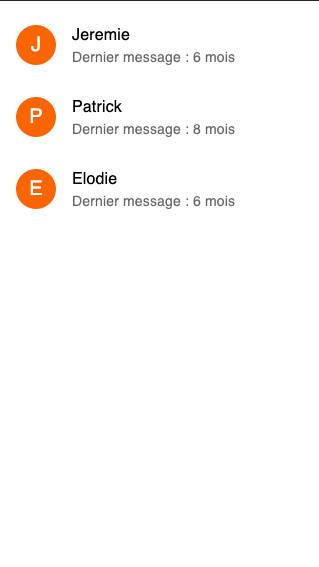 J
Jeremie
Dernier message : 6 mois
P
Patrick
Dernier message : 8 mois
E
Elodie
Dernier message : 6 mois